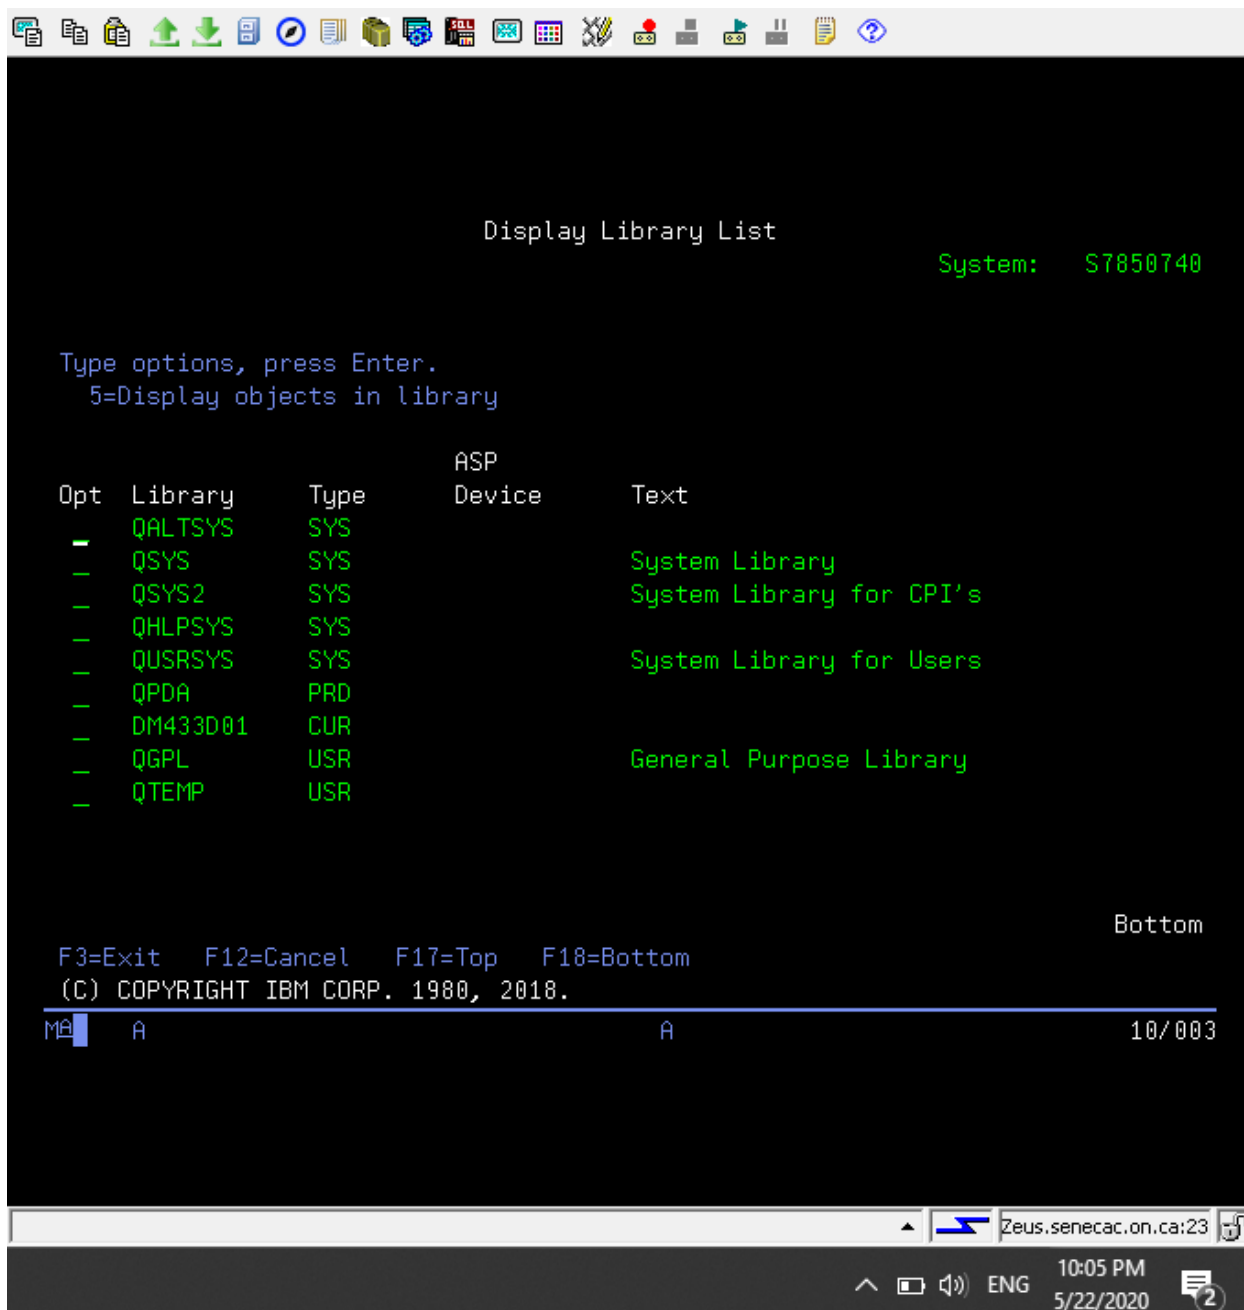 Display Library List
System:   S7850740
Type options, press Enter.
5=Display objects in library
ASP
Opt  Library  Type  Device  Text
_  QALTSYS  SYS
_  QSYS  SYS  System Library
_  QSYS2  SYS  System Library for CPI's
_  QHLPSYS  SYS
_  QUSRSYS  SYS  System Library for Users
_  QPDA  PRD
_  DM433D01  CUR
_  QGPL  USR  General Purpose Library
_  QTEMP  USR
Bottom
F3=Exit  F12=Cancel  F17=Top  F18=Bottom
(C) COPYRIGHT IBM CORP. 1980, 2018.
MA  A  A  10/003
Zeus.senecac.on.ca:23
ENG  10:05 PM
5/22/2020  2